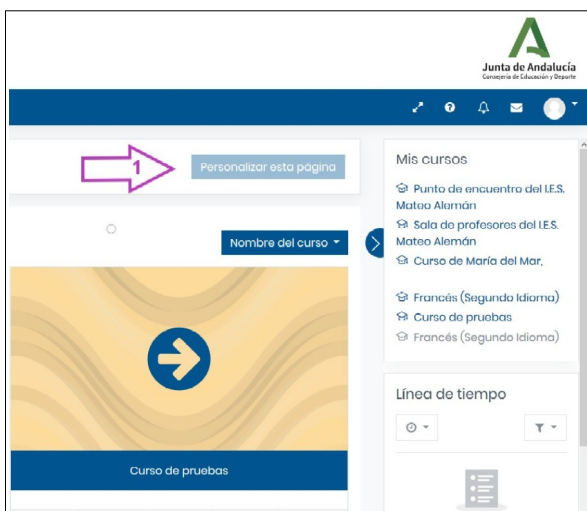 Junta de Andalucía
Consejería de Educación y Deporte
1
Personalizar esta página
Nombre del curso
Curso de pruebas
Mis cursos
Punto de encuentro del I.E.S.
Mateo Alemán
Sala de profesores del I.E.S.
Mateo Alemán
Curso de María del Mar,
Francés (Segundo Idioma)
Curso de pruebas
Francés (Segundo Idioma)
Línea de tiempo